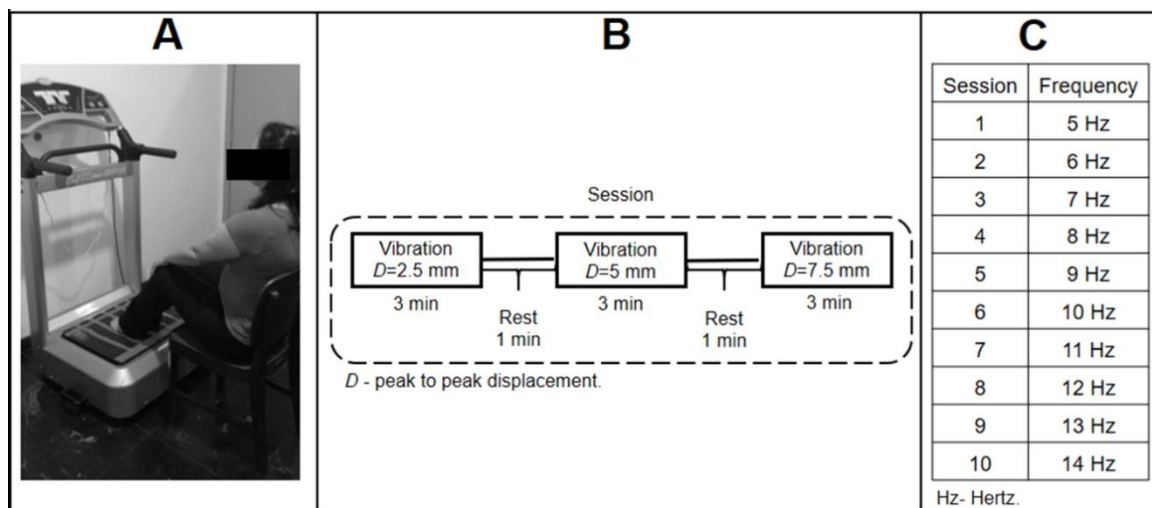 A
B
C
Session
Vibration
D=2.5 mm
3 min
Rest
1 min
Vibration
D=5 mm
3 min
Rest
1 min
Vibration
D=7.5 mm
3 min
D - peak to peak displacement.
Session Frequency
1 5 Hz
2 6 Hz
3 7 Hz
4 8 Hz
5 9 Hz
6 10 Hz
7 11 Hz
8 12 Hz
9 13 Hz
10 14 Hz
Hz- Hertz.